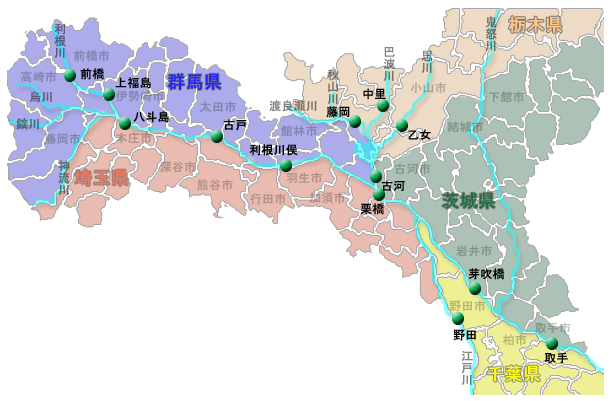 利根川
鬼怒川
栃木県
前橋市
巴波川
思川
高崎市
前橋
群馬県
秋山川
小山市
上福島
烏川
伊勢崎市
中里
下館市
太田市
渡良瀬川
藤岡
鏑川
八斗島
古戸
館林市
乙女
結城市
藤岡市
本庄市
利根川俣
神流川
埼玉県
深谷市
羽生市
古河市
古河
熊谷市
行田市
加須市
栗橋
茨城県
岩井市
芽吹橋
野田市
野田
取手市
柏市
取手
江戸川
千葉県